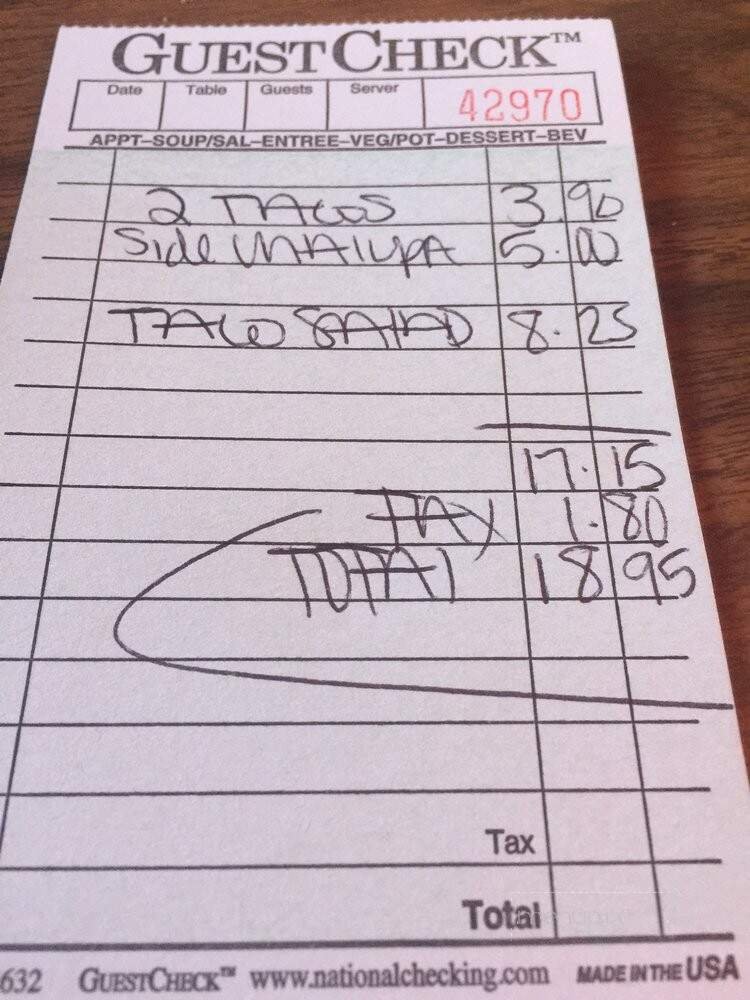 GUESTCHECK™
Date Table Guests Server
42970
APPT–SOUP/SAL–ENTREE–VEG/POT–DESSERT–BEV
2 TACOS 3.90
Side CHALUPA 5.00
TACO SALAD 8.25
17.15
TAX 1.80
TOTAL 18 95
Tax
Total
632 GUESTCHECK™ www.nationalchecking.com MADE IN THE USA